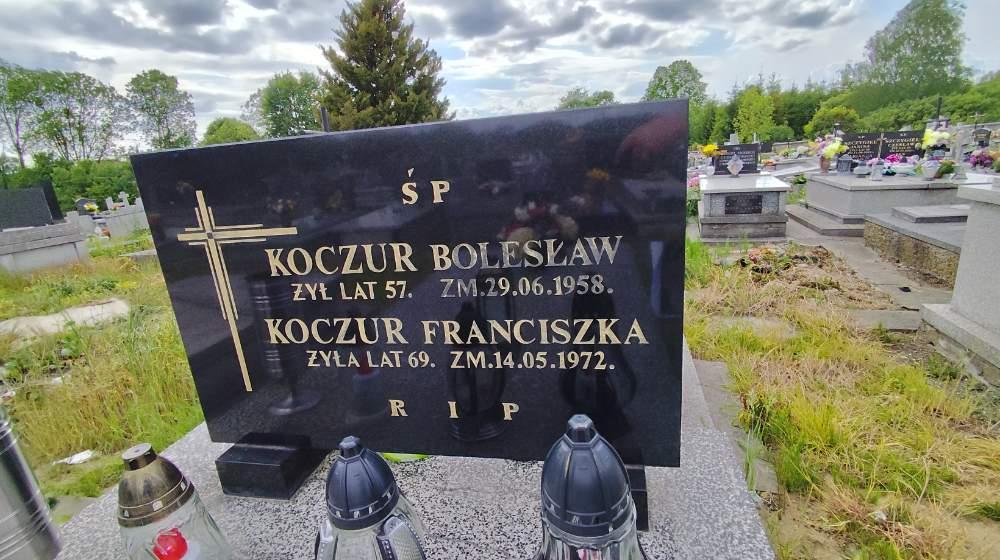 ŚP
KOCZUR BOLESŁAW
ŻYŁ LAT 57. ZM.29.06.1958.
KOCZUR FRANCISZKA
ŻYŁA LAT 69. ZM.14.05.1972.
R I P